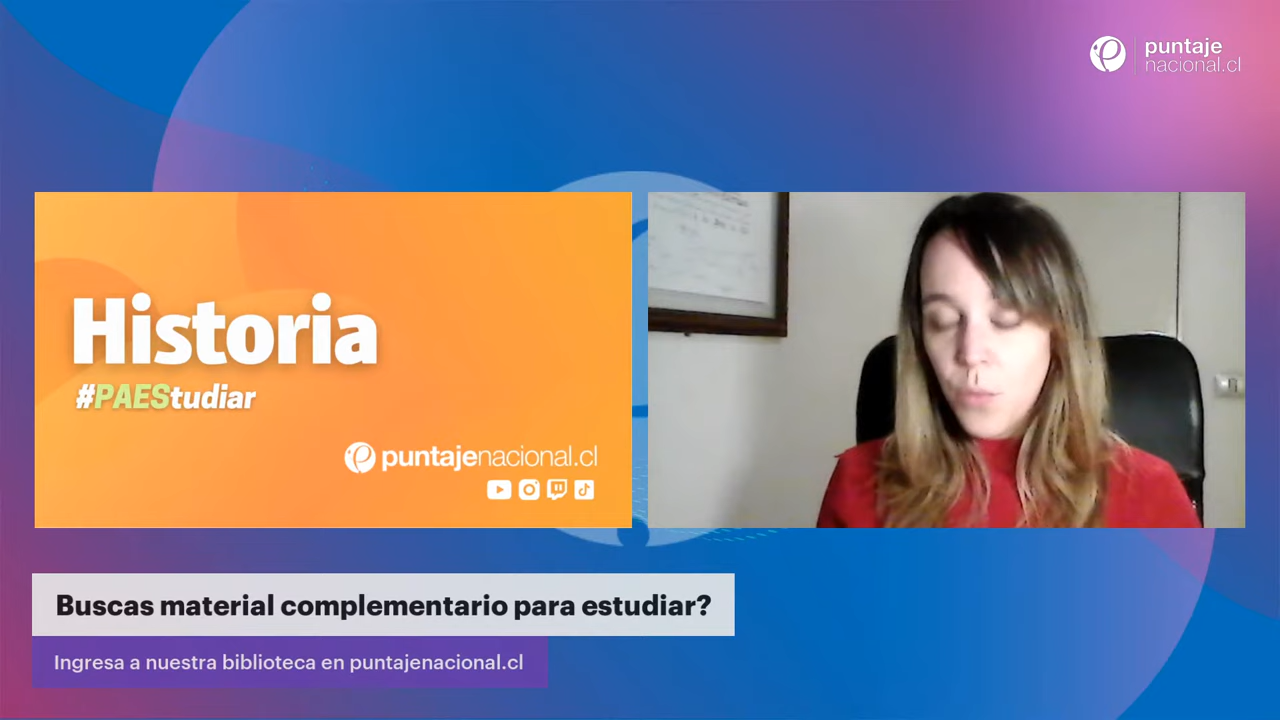 puntaje
nacional.cl
Historia
#PAEStudiar
puntajenacional.cl
Buscas material complementario para estudiar?
Ingresa a nuestra biblioteca en puntajenacional.cl